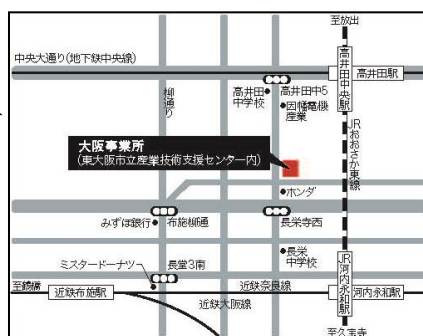 至放出
中央大通り(地下鉄中央線)
高井田中央駅
高井田駅
柳通り
高井田中学校
高井田中5
因幡電機産業
JRおおさか東線
大阪事業所
(東大阪市立産業技術支援センター内)
ホンダ
みずほ銀行
布施柳通
長栄寺西
長栄中学校
ミスタードーナツ
長堂3南
JR河内永和駅
至鶴橋
近鉄布施駅
近鉄奈良線
河内永和駅
近鉄大阪線
至久宝寺